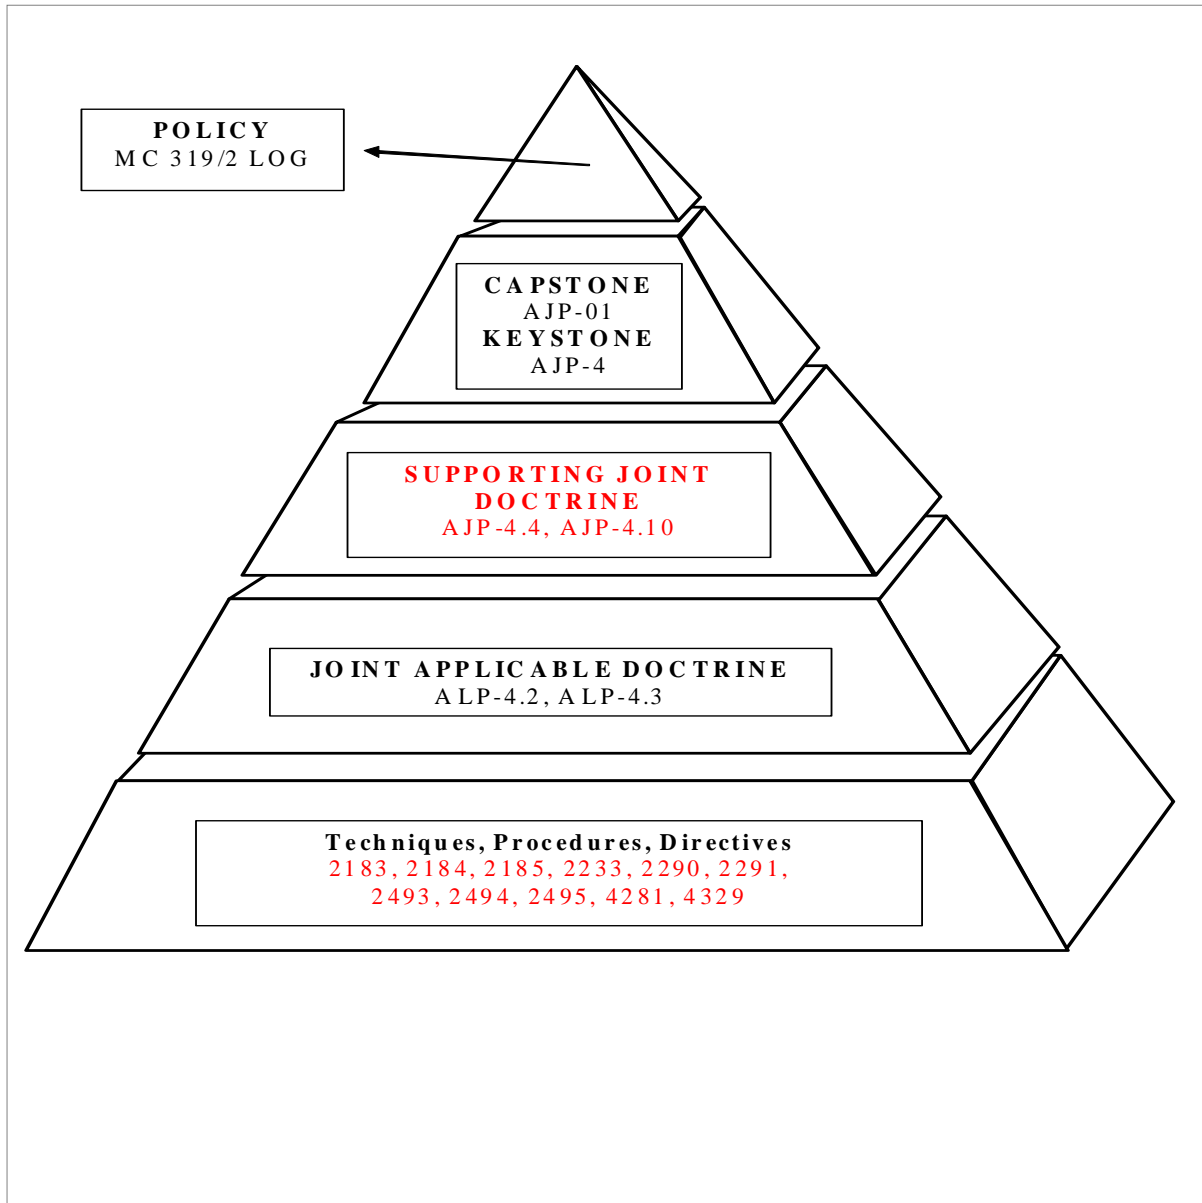 POLICY
MC 319/2 LOG
CAPSTONE
AJP-01
KEYSTONE
AJP-4
SUPPORTING JOINT
DOCTRINE
AJP-4.4, AJP-4.10
JOINT APPLICABLE DOCTRINE
ALP-4.2, ALP-4.3
Techniques, Procedures, Directives
2183, 2184, 2185, 2233, 2290, 2291,
2493, 2494, 2495, 4281, 4329